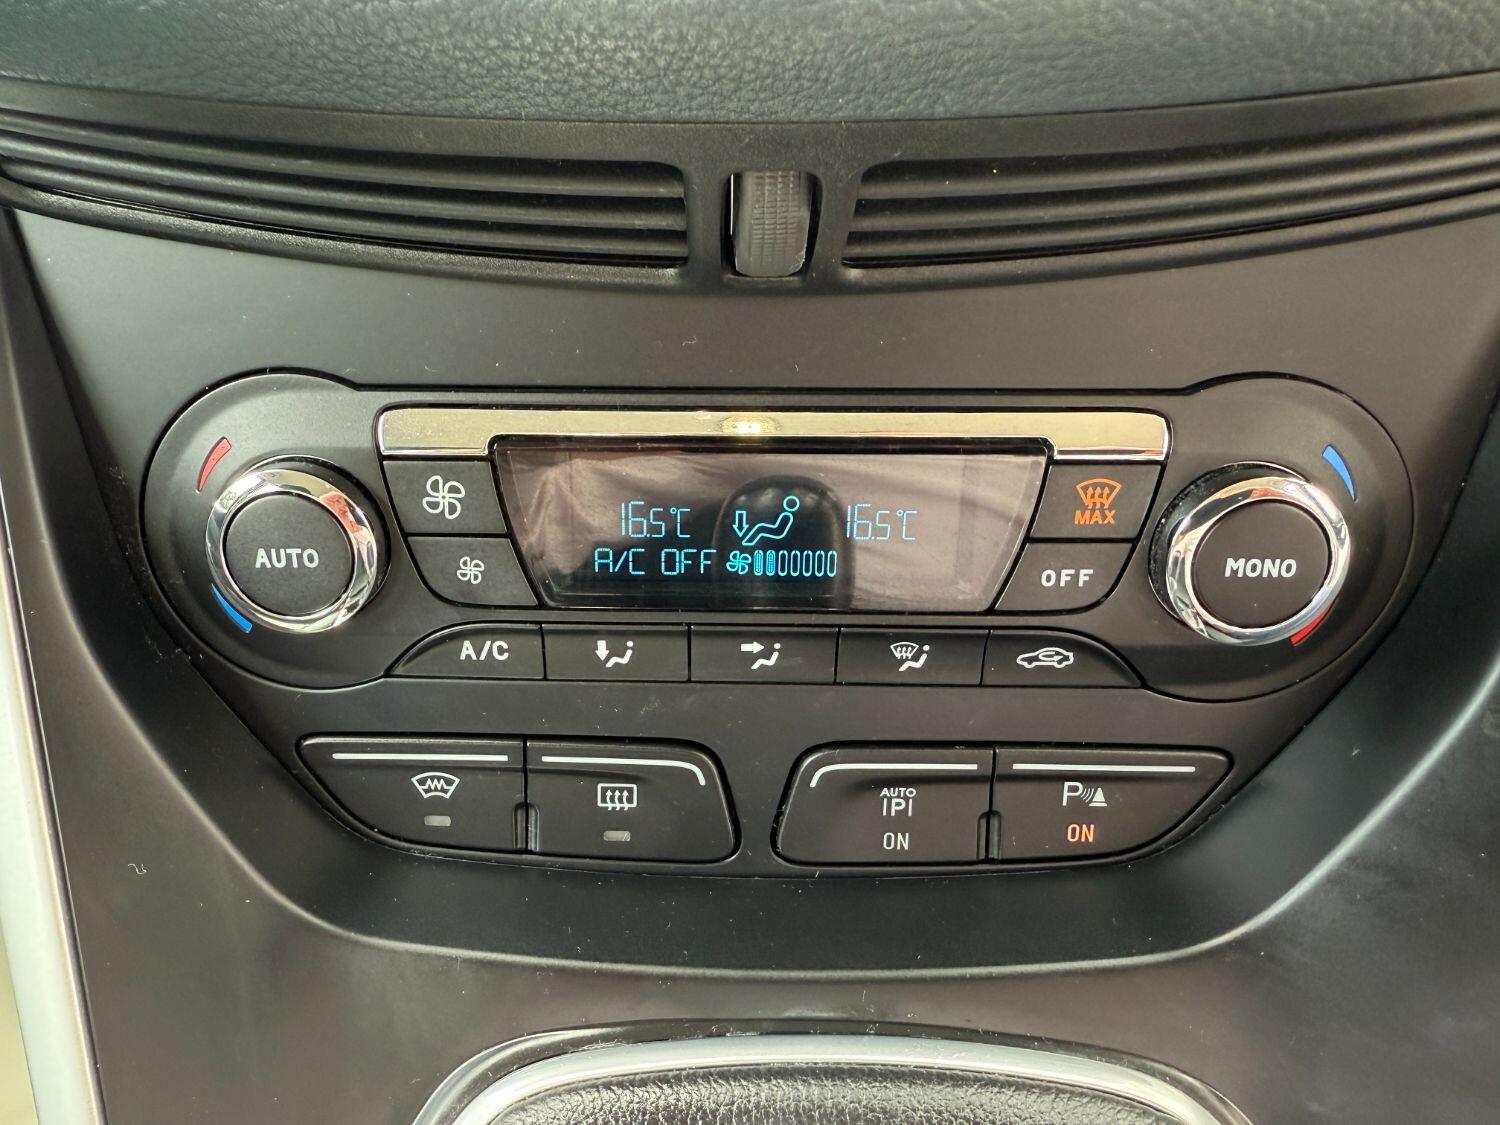 16.5°C 16.5°C
A/C OFF
MAX
AUTO
OFF
MONO
A/C
AUTO
P
ON
P
ON